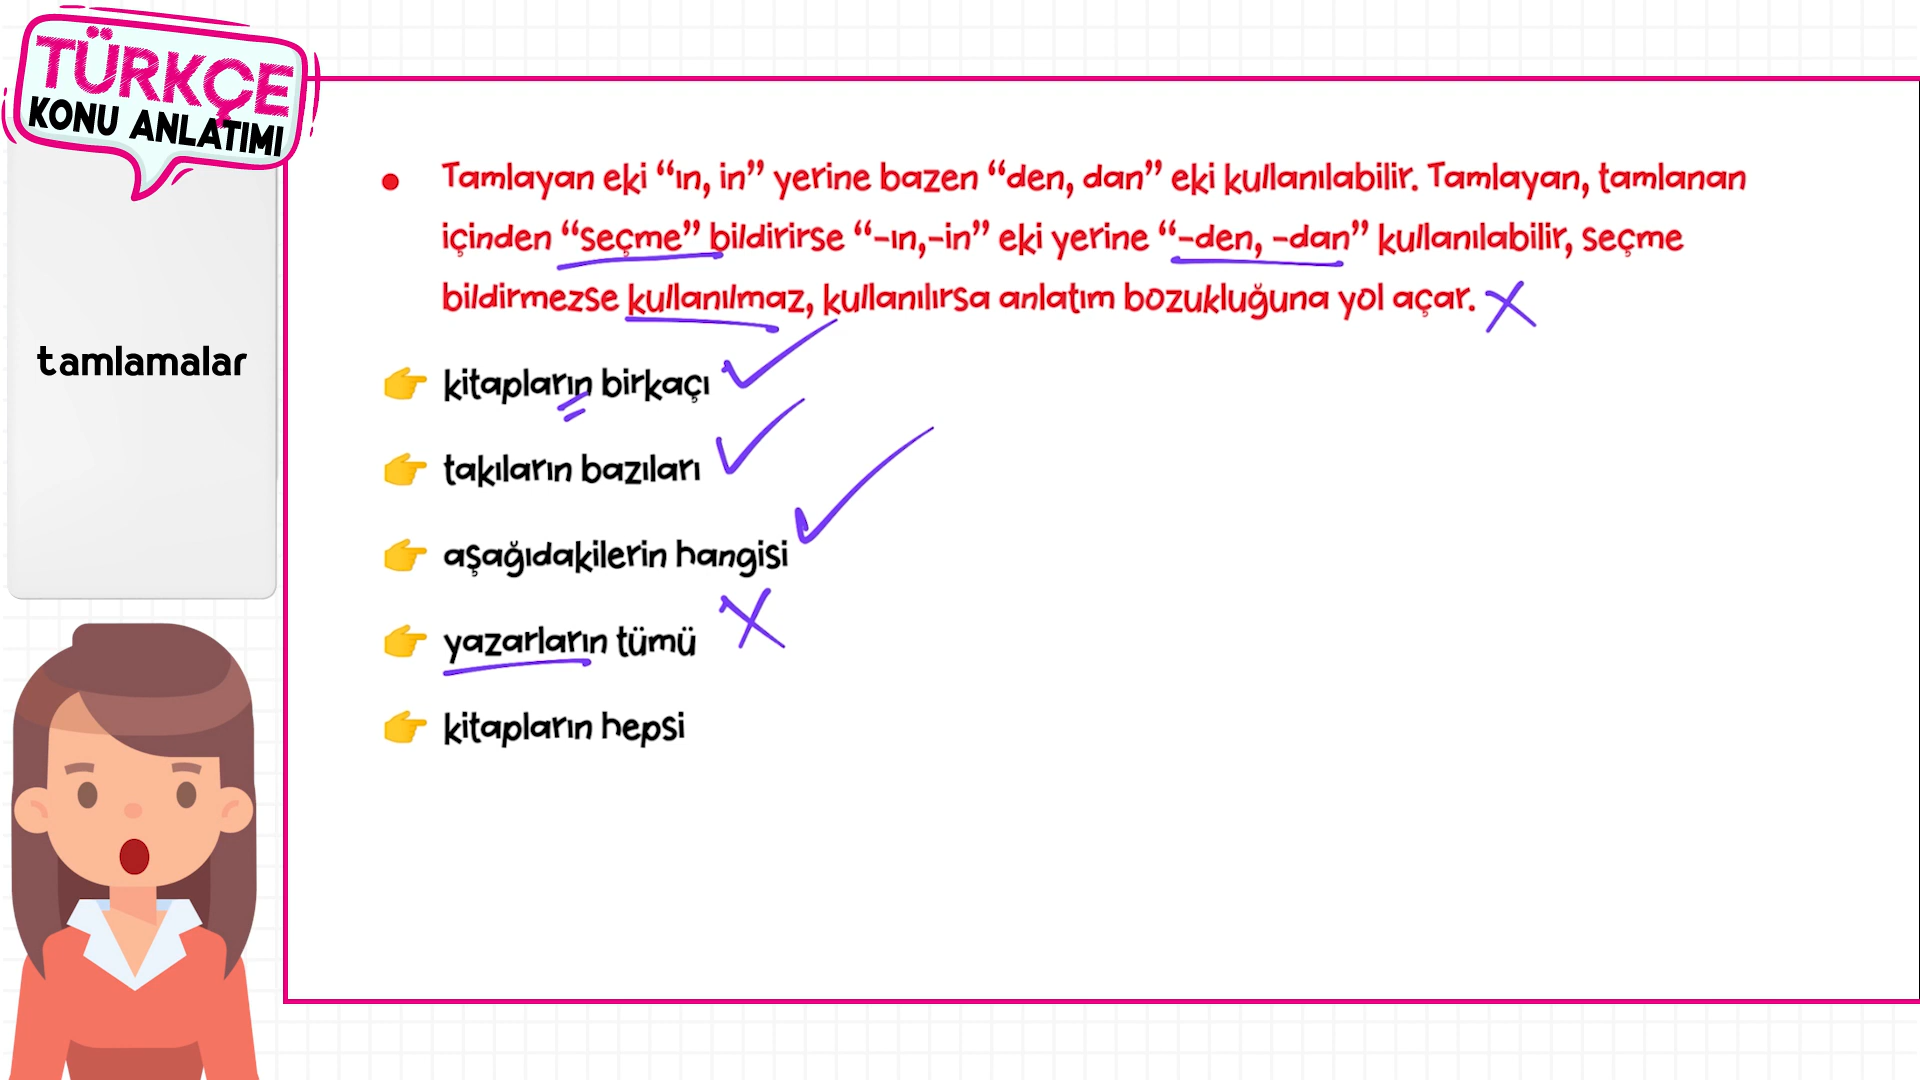 TÜRKÇE
KONU ANLATIMI
tamlamalar
• Tamlayan eki “ın, in” yerine bazen “den, dan” eki kullanılabilir. Tamlayan, tamlanan
içinden “seçme” bildirirse “-ın,-in” eki yerine “-den, -dan” kullanılabilir, seçme
bildirmezse kullanılmaz, kullanılırsa anlatım bozukluğuna yol açar.
👉 kitapların birkaçı
👉 takıların bazıları
👉 aşağıdakilerin hangisi
👉 yazarların tümü
👉 kitapların hepsi